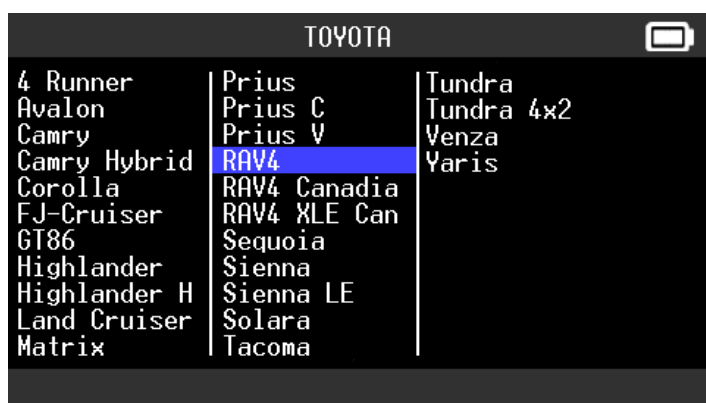 TOYOTA
4 Runner
Avalon
Camry
Camry Hybrid
Corolla
FJ-Cruiser
GT86
Highlander
Highlander H
Land Cruiser
Matrix
Prius
Prius C
Prius V
RAV4
RAV4 Canadia
RAV4 XLE Can
Sequoia
Sienna
Sienna LE
Solara
Tacoma
Tundra
Tundra 4x2
Venza
Yaris